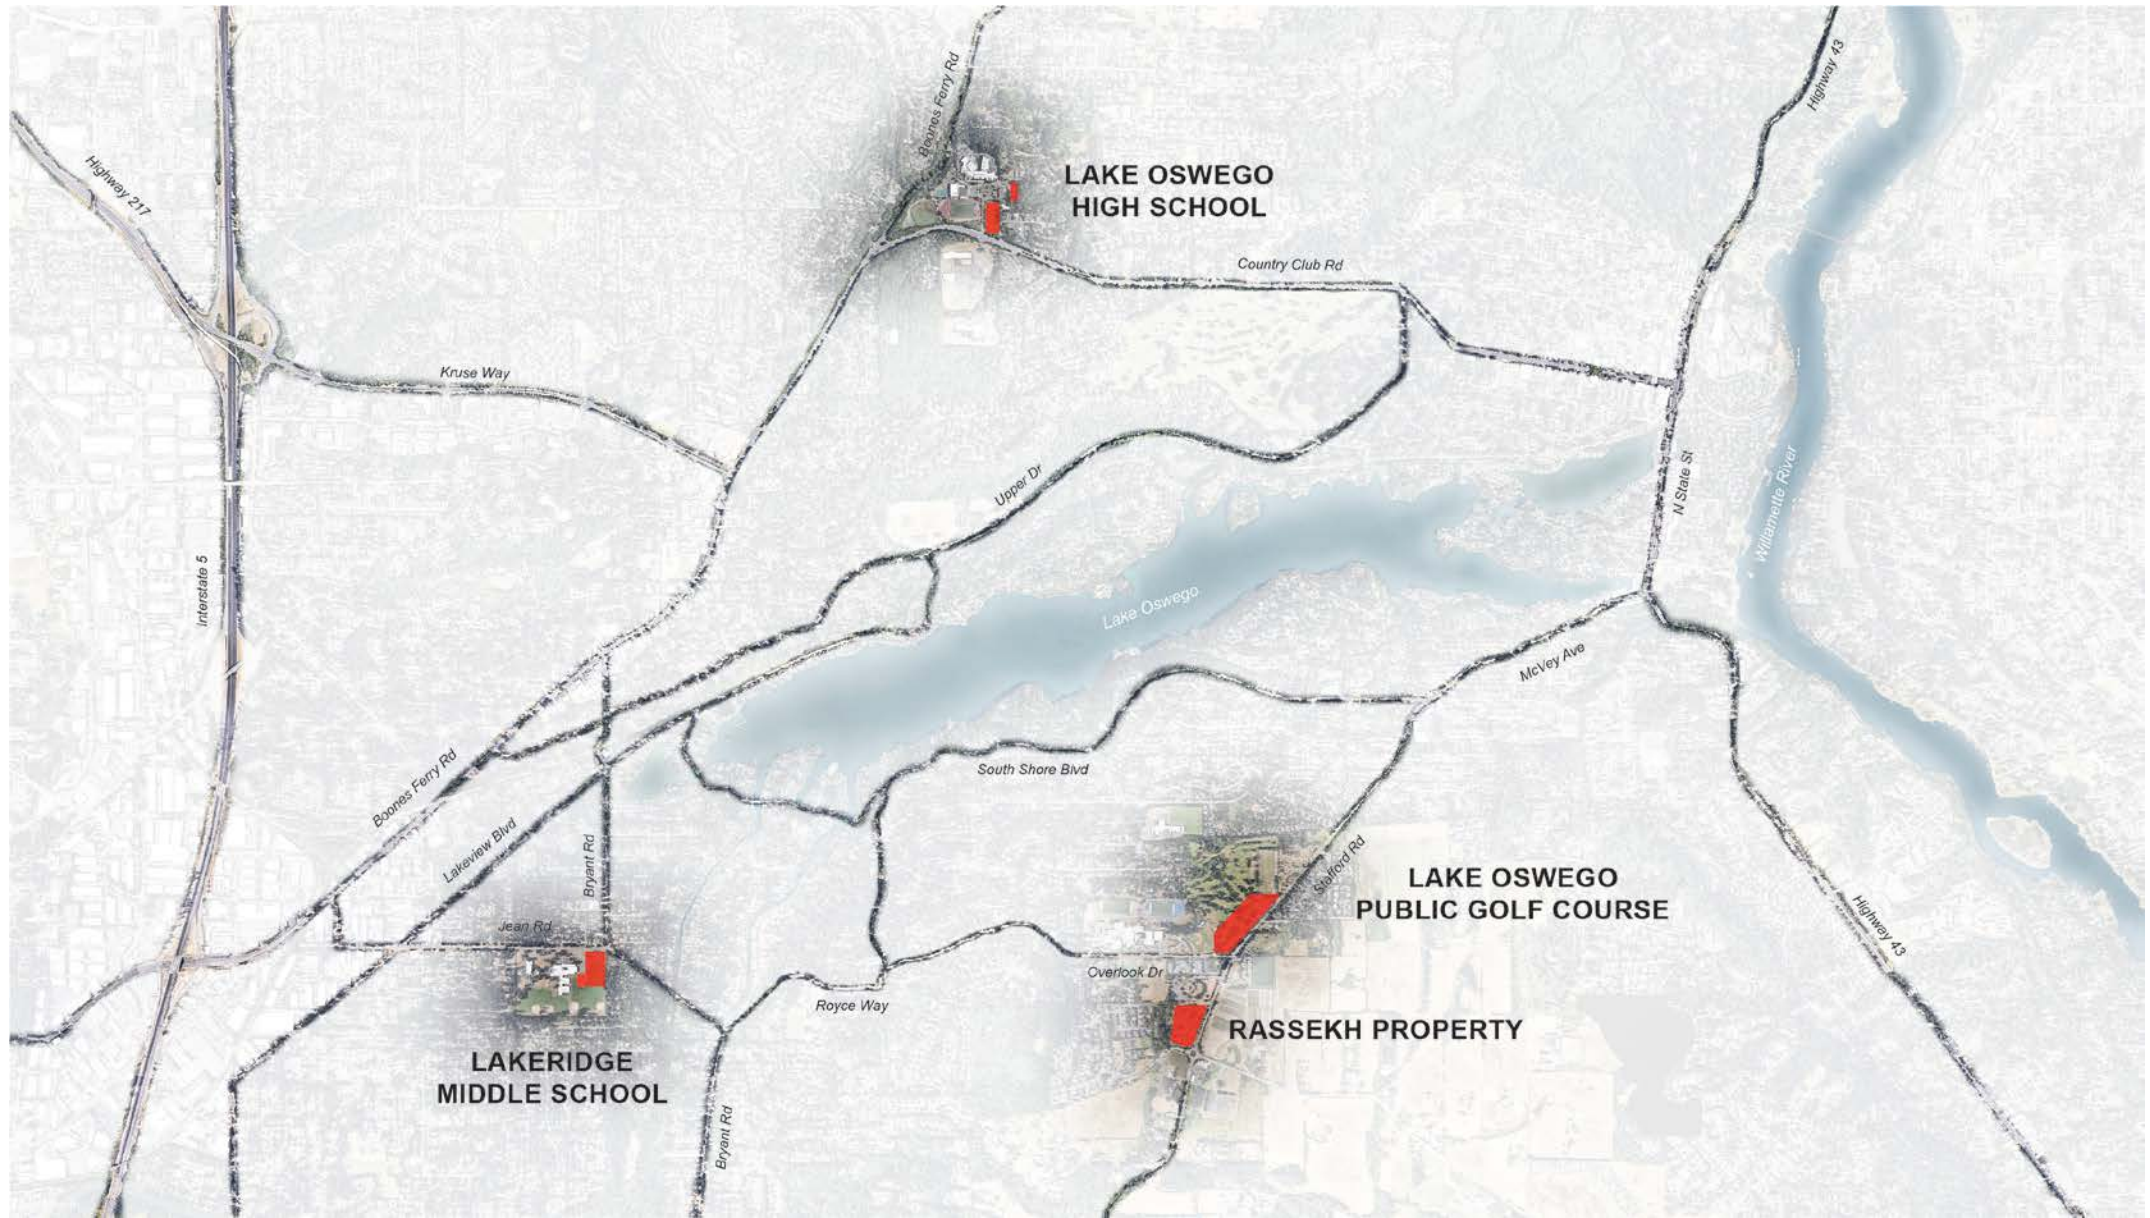 Highway 43
Boones Ferry Rd
Highway 217
LAKE OSWEGO
HIGH SCHOOL
Country Club Rd
Kruse Way
Upper Dr
N State St
Willamette River
Interstate 5
Lake Oswego
McVey Ave
South Shore Blvd
Boones Ferry Rd
Lakeview Blvd
Bryant Rd
Stafford Rd
LAKE OSWEGO
PUBLIC GOLF COURSE
Jean Rd
Highway 43
Overlook Dr
Royce Way
RASSEKH PROPERTY
LAKERIDGE
MIDDLE SCHOOL
Bryant Rd